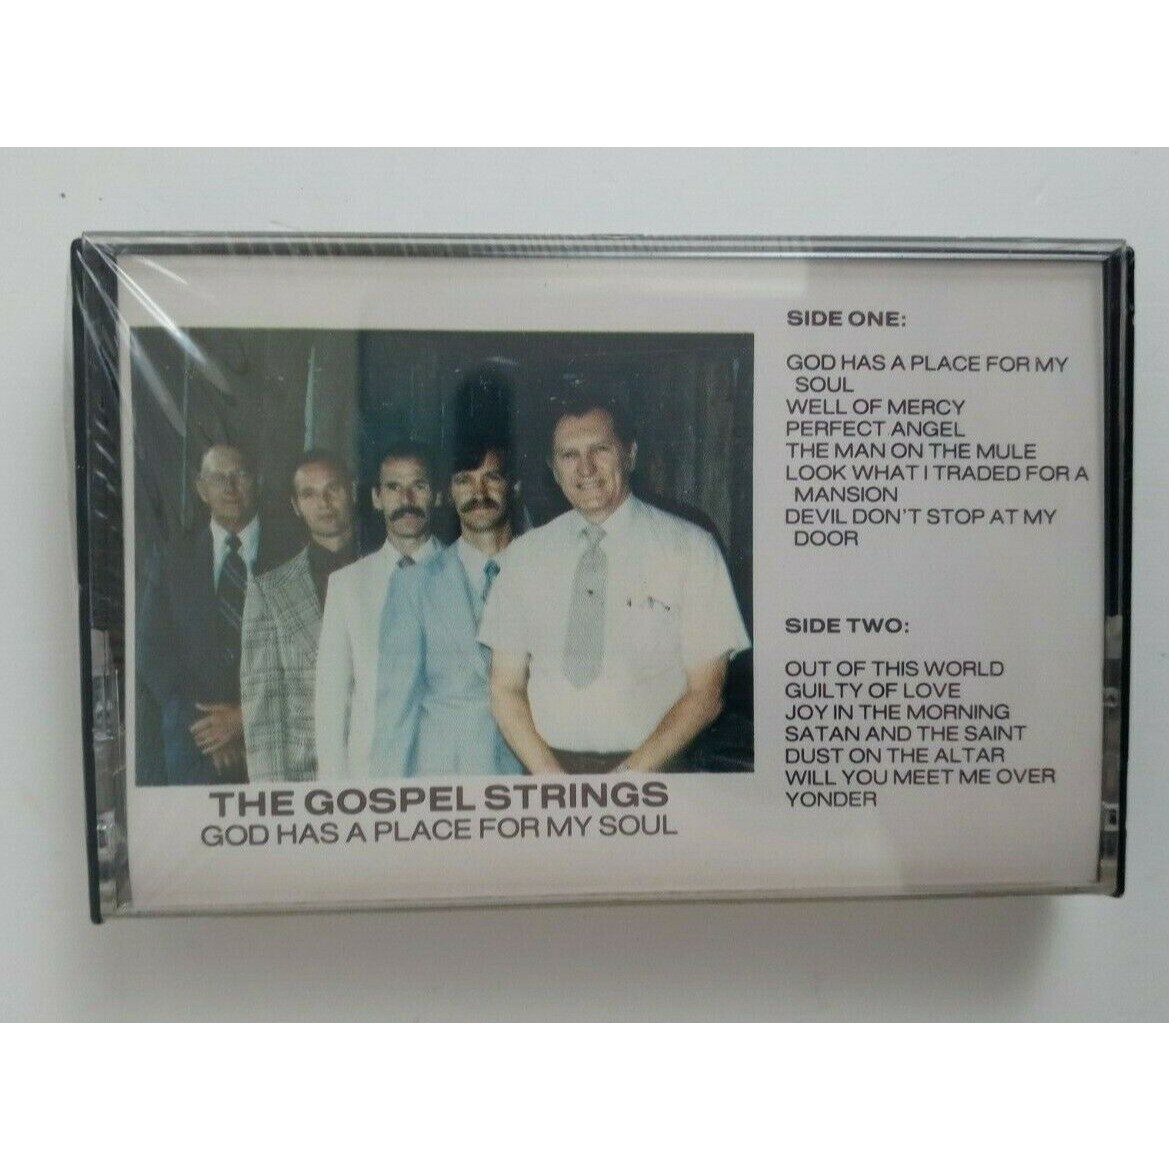 THE GOSPEL STRINGS
GOD HAS A PLACE FOR MY SOUL
SIDE ONE:
GOD HAS A PLACE FOR MY
SOUL
WELL OF MERCY
PERFECT ANGEL
THE MAN ON THE MULE
LOOK WHAT I TRADED FOR A
MANSION
DEVIL DON'T STOP AT MY
DOOR
SIDE TWO:
OUT OF THIS WORLD
GUILTY OF LOVE
JOY IN THE MORNING
SATAN AND THE SAINT
DUST ON THE ALTAR
WILL YOU MEET ME OVER
YONDER